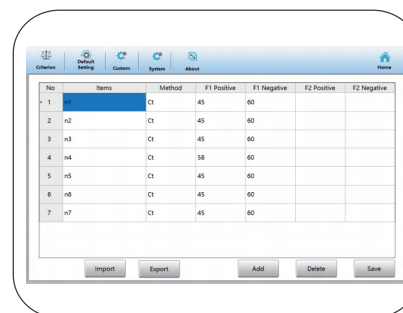 Criterion Default Setting Custom System About Home
No Items Method F1 Positive F1 Negative F2 Positive F2 Negative
1 n1 Ct 45 60
2 n2 Ct 45 60
3 n3 Ct 45 60
4 n4 Ct 58 60
5 n5 Ct 45 60
6 n6 Ct 45 60
7 n7 Ct 45 60
Import Export Add Delete Save